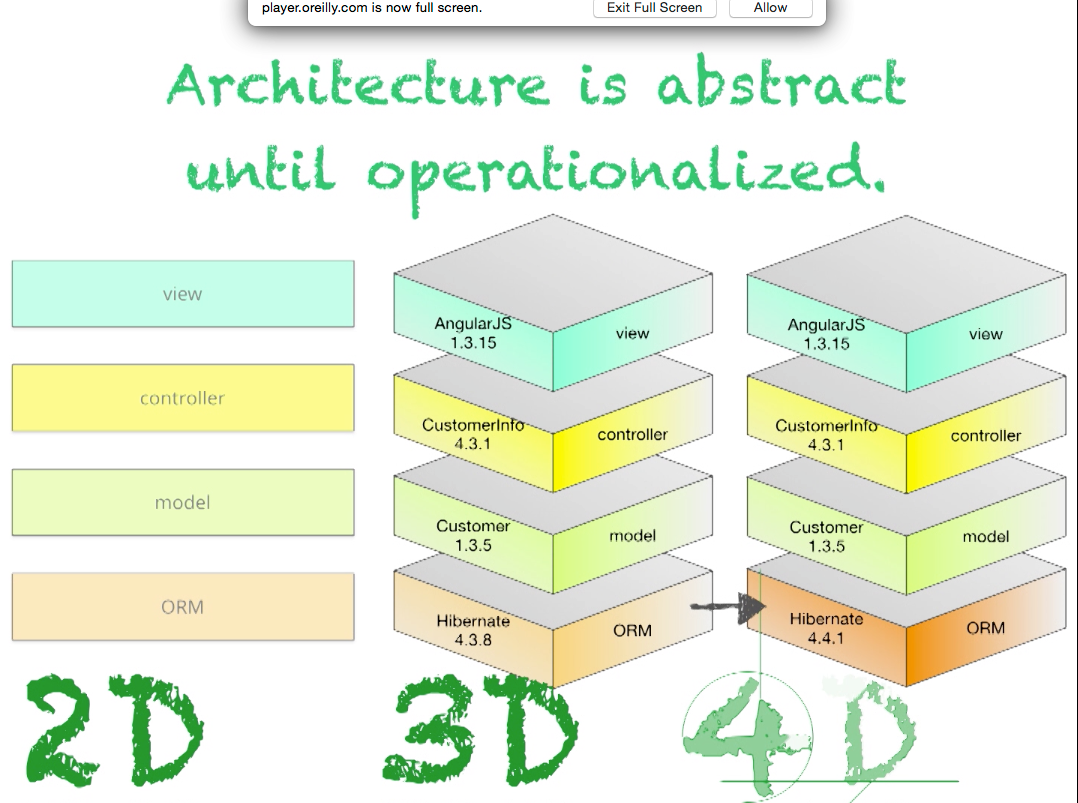 player.oreilly.com is now full screen.
Exit Full Screen
Allow
Architecture is abstract
until operationalized.
view
controller
model
ORM
2D
AngularJS
1.3.15
view
CustomerInfo
4.3.1
controller
Customer
1.3.5
model
Hibernate
4.3.8
ORM
3D
AngularJS
1.3.15
view
CustomerInfo
4.3.1
controller
Customer
1.3.5
model
Hibernate
4.4.1
ORM
4D